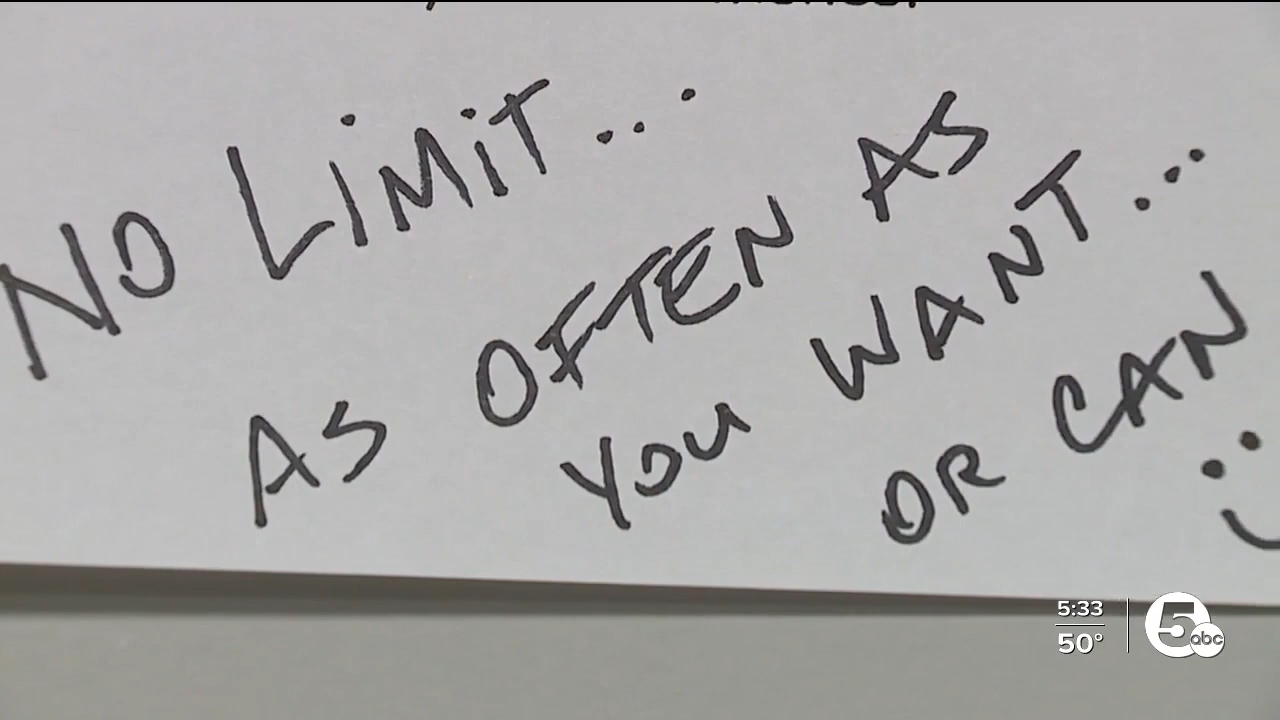 NO LiMiT...
AS OFTEN AS
YOU WANT...
OR CAN
5:33
50°
5
abc